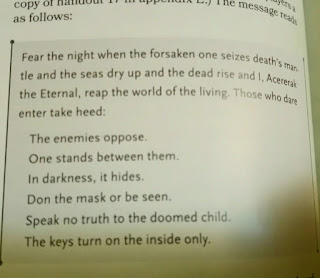 copy of handout 17 in appendix E.) The message reads
as follows:
Fear the night when the forsaken one seizes death's man-
tle and the seas dry up and the dead rise and I, Acererak
the Eternal, reap the world of the living. Those who dare
enter take heed:
The enemies oppose.
One stands between them.
In darkness, it hides.
Don the mask or be seen.
Speak no truth to the doomed child.
The keys turn on the inside only.